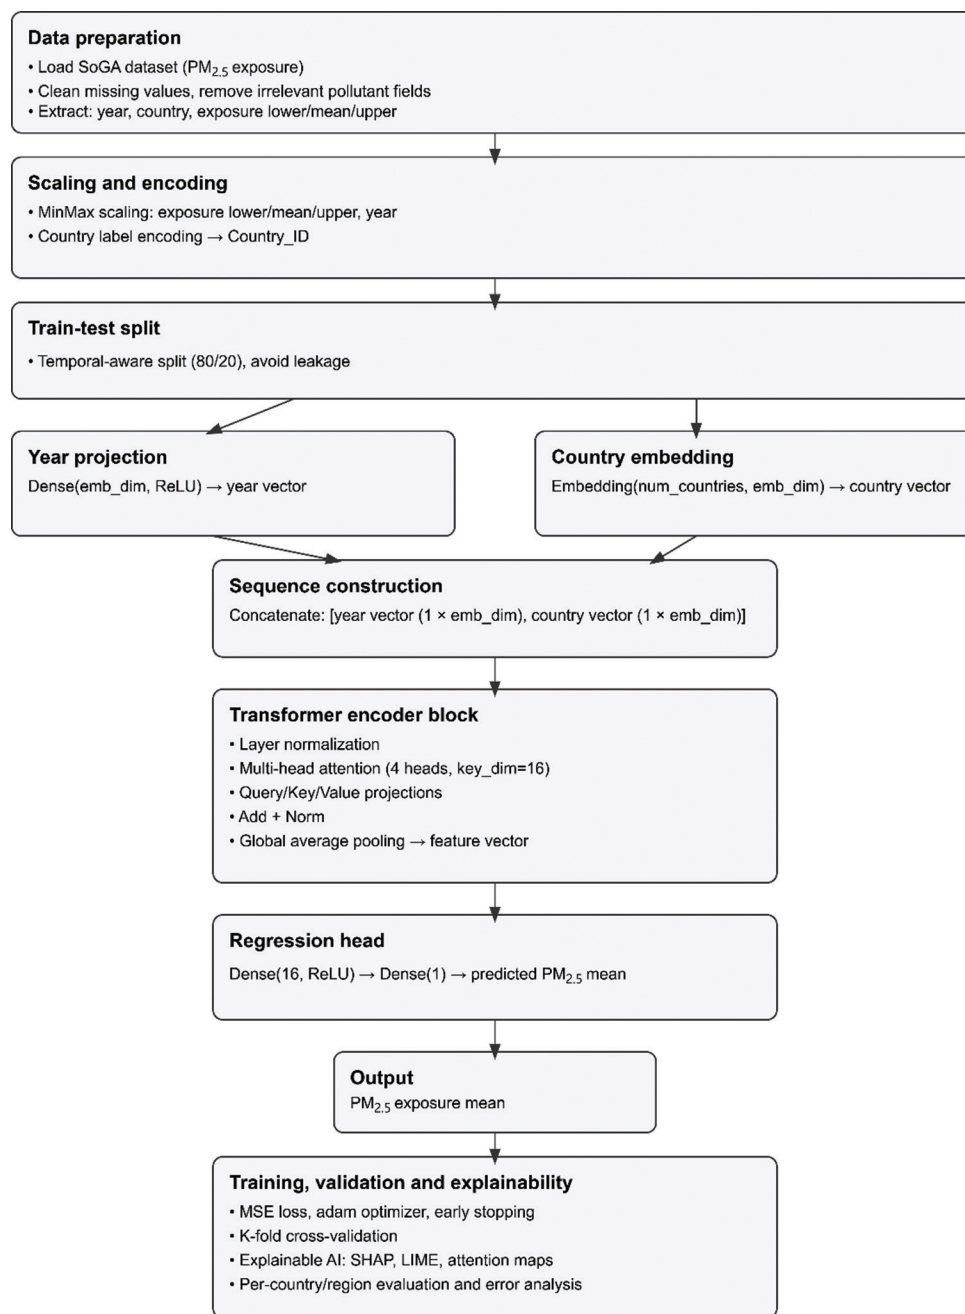 Data preparation
• Load SoGA dataset (PM2.5 exposure)
• Clean missing values, remove irrelevant pollutant fields
• Extract: year, country, exposure lower/mean/upper
Scaling and encoding
• MinMax scaling: exposure lower/mean/upper, year
• Country label encoding → Country_ID
Train-test split
• Temporal-aware split (80/20), avoid leakage
Year projection
Dense(emb_dim, ReLU) → year vector
Country embedding
Embedding(num_countries, emb_dim) → country vector
Sequence construction
Concatenate: [year vector (1 × emb_dim), country vector (1 × emb_dim)]
Transformer encoder block
• Layer normalization
• Multi-head attention (4 heads, key_dim=16)
• Query/Key/Value projections
• Add + Norm
• Global average pooling → feature vector
Regression head
Dense(16, ReLU) → Dense(1) → predicted PM2.5 mean
Output
PM2.5 exposure mean
Training, validation and explainability
• MSE loss, adam optimizer, early stopping
• K-fold cross-validation
• Explainable AI: SHAP, LIME, attention maps
• Per-country/region evaluation and error analysis